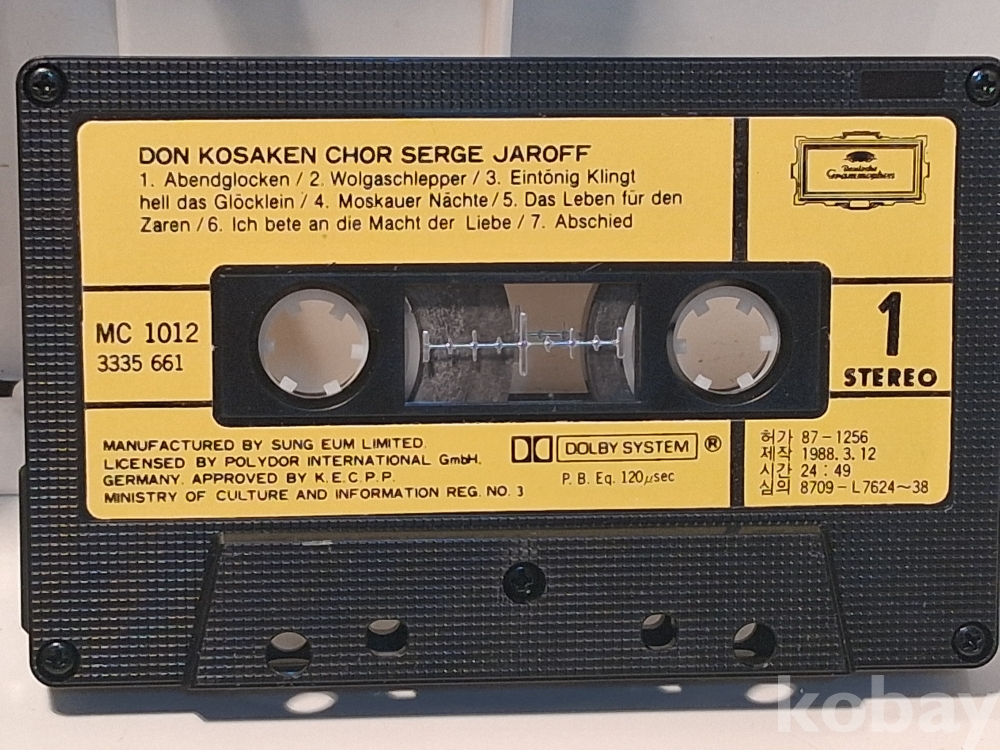 DON KOSAKEN CHOR SERGE JAROFF
1. Abendglocken / 2. Wolgaschlepper / 3. Eintönig Klingt
hell das Glöcklein / 4. Moskauer Nächte / 5. Das Leben für den
Zaren / 6. Ich bete an die Macht der Liebe / 7. Abschied
Deutsche
Grammophon
MC 1012
3335 661
1
STEREO
MANUFACTURED BY SUNG EUM LIMITED.
LICENSED BY POLYDOR INTERNATIONAL GmbH,
GERMANY. APPROVED BY K.E.C.P.P.
MINISTRY OF CULTURE AND INFORMATION REG. NO. 3
DOLBY SYSTEM ®
P.B. Eq. 120μsec
허가 87-1256
제작 1988.3.12
시간 24:49
심의 8709-L7624~38
kobay